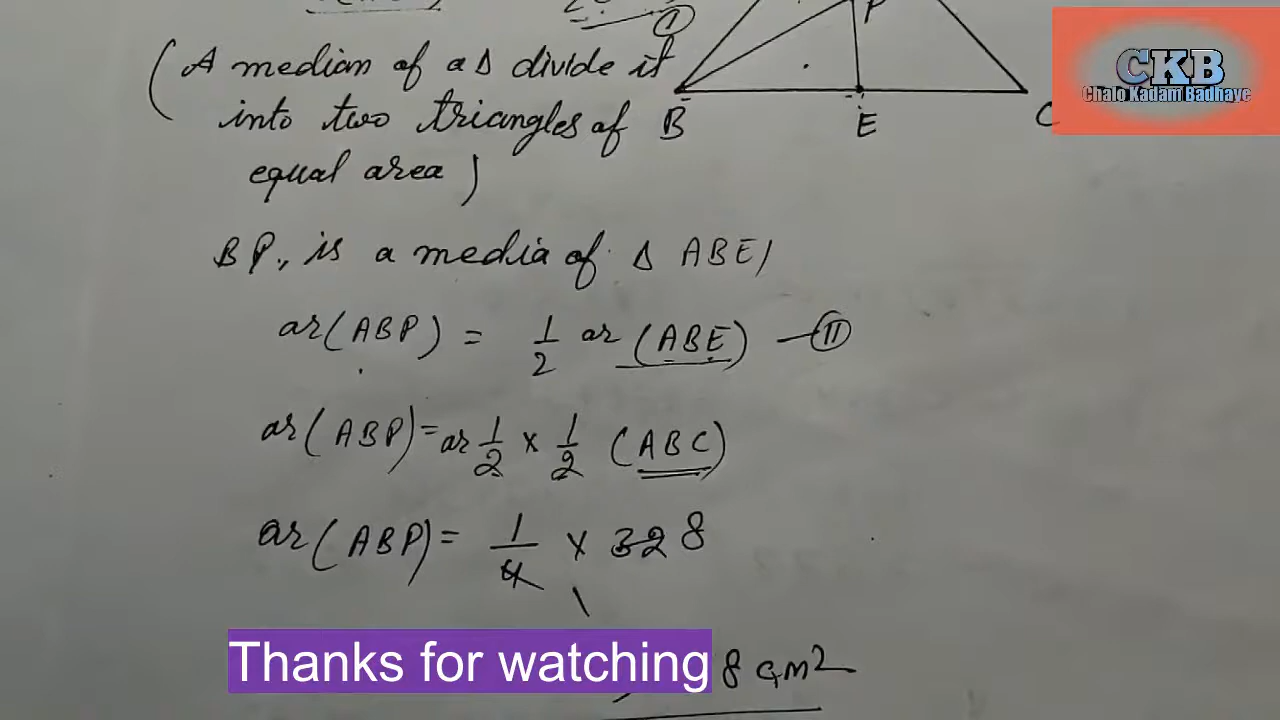 II
P
(A median of a Δ divide it
into two triangles of
equal area)
B
E
C
CKB
Chalo Kadam Badhaye
BP, is a media of Δ ABE,
ar(ABP) = 1/2 ar (ABE) — II
ar(ABP) = ar 1/2 x 1/2 (ABC)
ar(ABP) = 1/4 x 32 8
Thanks for watching
8 cm2